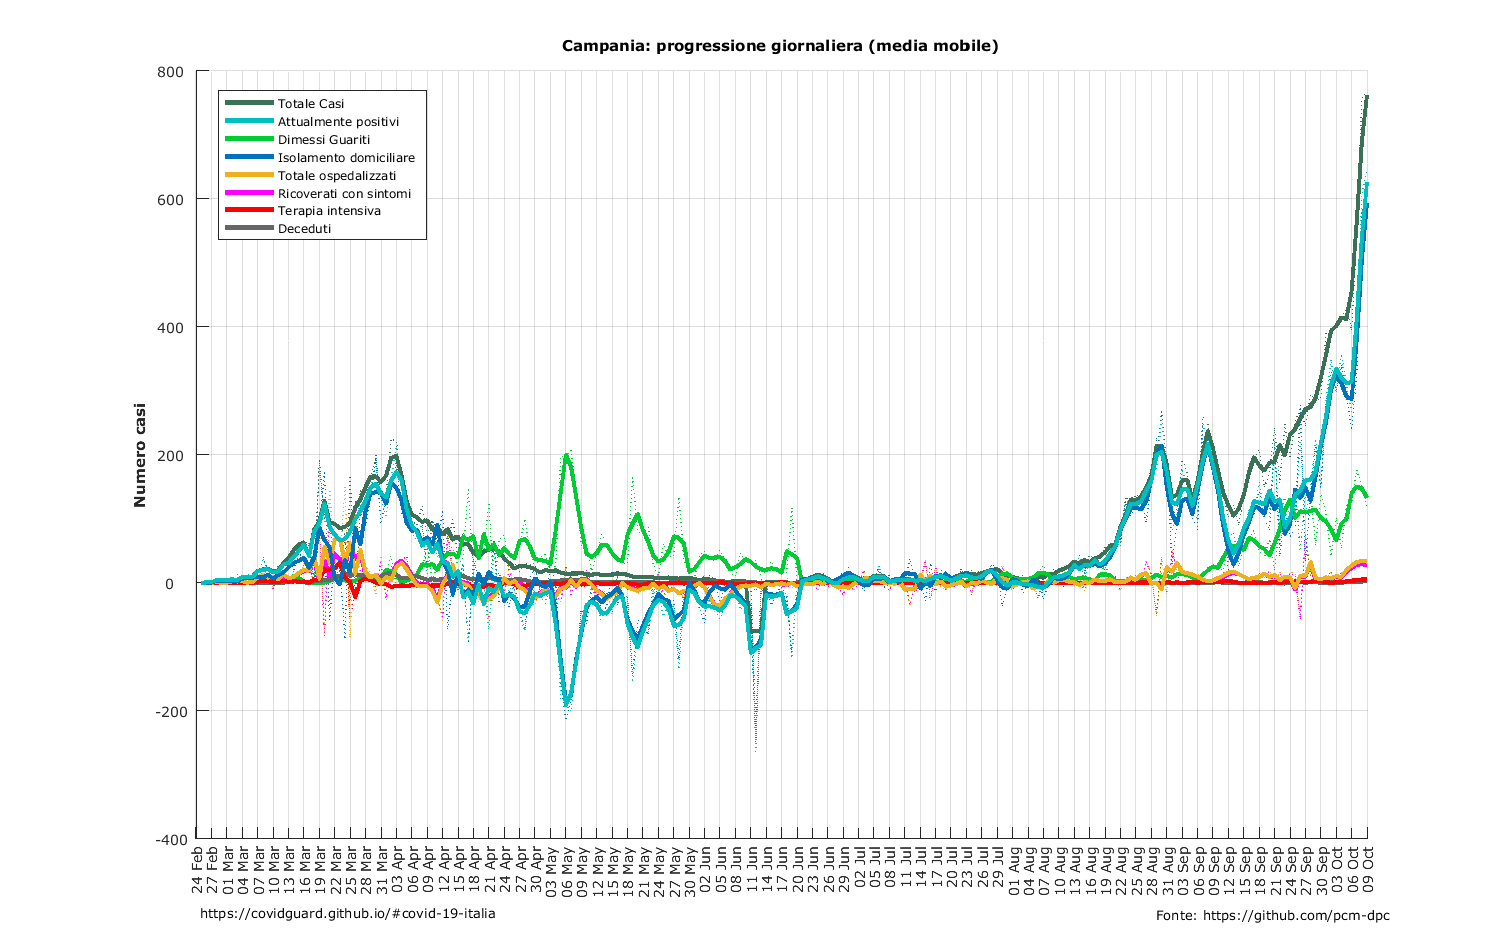 Campania: progressione giornaliera (media mobile)
800
600
400
200
0
-200
-400
Numero casi
Totale Casi
Attualmente positivi
Dimessi Guariti
Isolamento domiciliare
Totale ospedalizzati
Ricoverati con sintomi
Terapia intensiva
Deceduti
24 Feb
27 Feb
01 Mar
04 Mar
07 Mar
10 Mar
13 Mar
16 Mar
19 Mar
22 Mar
25 Mar
28 Mar
31 Mar
03 Apr
06 Apr
09 Apr
12 Apr
15 Apr
18 Apr
21 Apr
24 Apr
27 Apr
30 Apr
03 May
06 May
09 May
12 May
15 May
18 May
21 May
24 May
27 May
30 May
02 Jun
05 Jun
08 Jun
11 Jun
14 Jun
17 Jun
20 Jun
23 Jun
26 Jun
29 Jun
02 Jul
05 Jul
08 Jul
11 Jul
14 Jul
17 Jul
20 Jul
23 Jul
26 Jul
29 Jul
01 Aug
04 Aug
07 Aug
10 Aug
13 Aug
16 Aug
19 Aug
22 Aug
25 Aug
28 Aug
31 Aug
03 Sep
06 Sep
09 Sep
12 Sep
15 Sep
18 Sep
21 Sep
24 Sep
27 Sep
30 Sep
03 Oct
06 Oct
09 Oct
https://covidguard.github.io/#covid-19-italia
Fonte: https://github.com/pcm-dpc